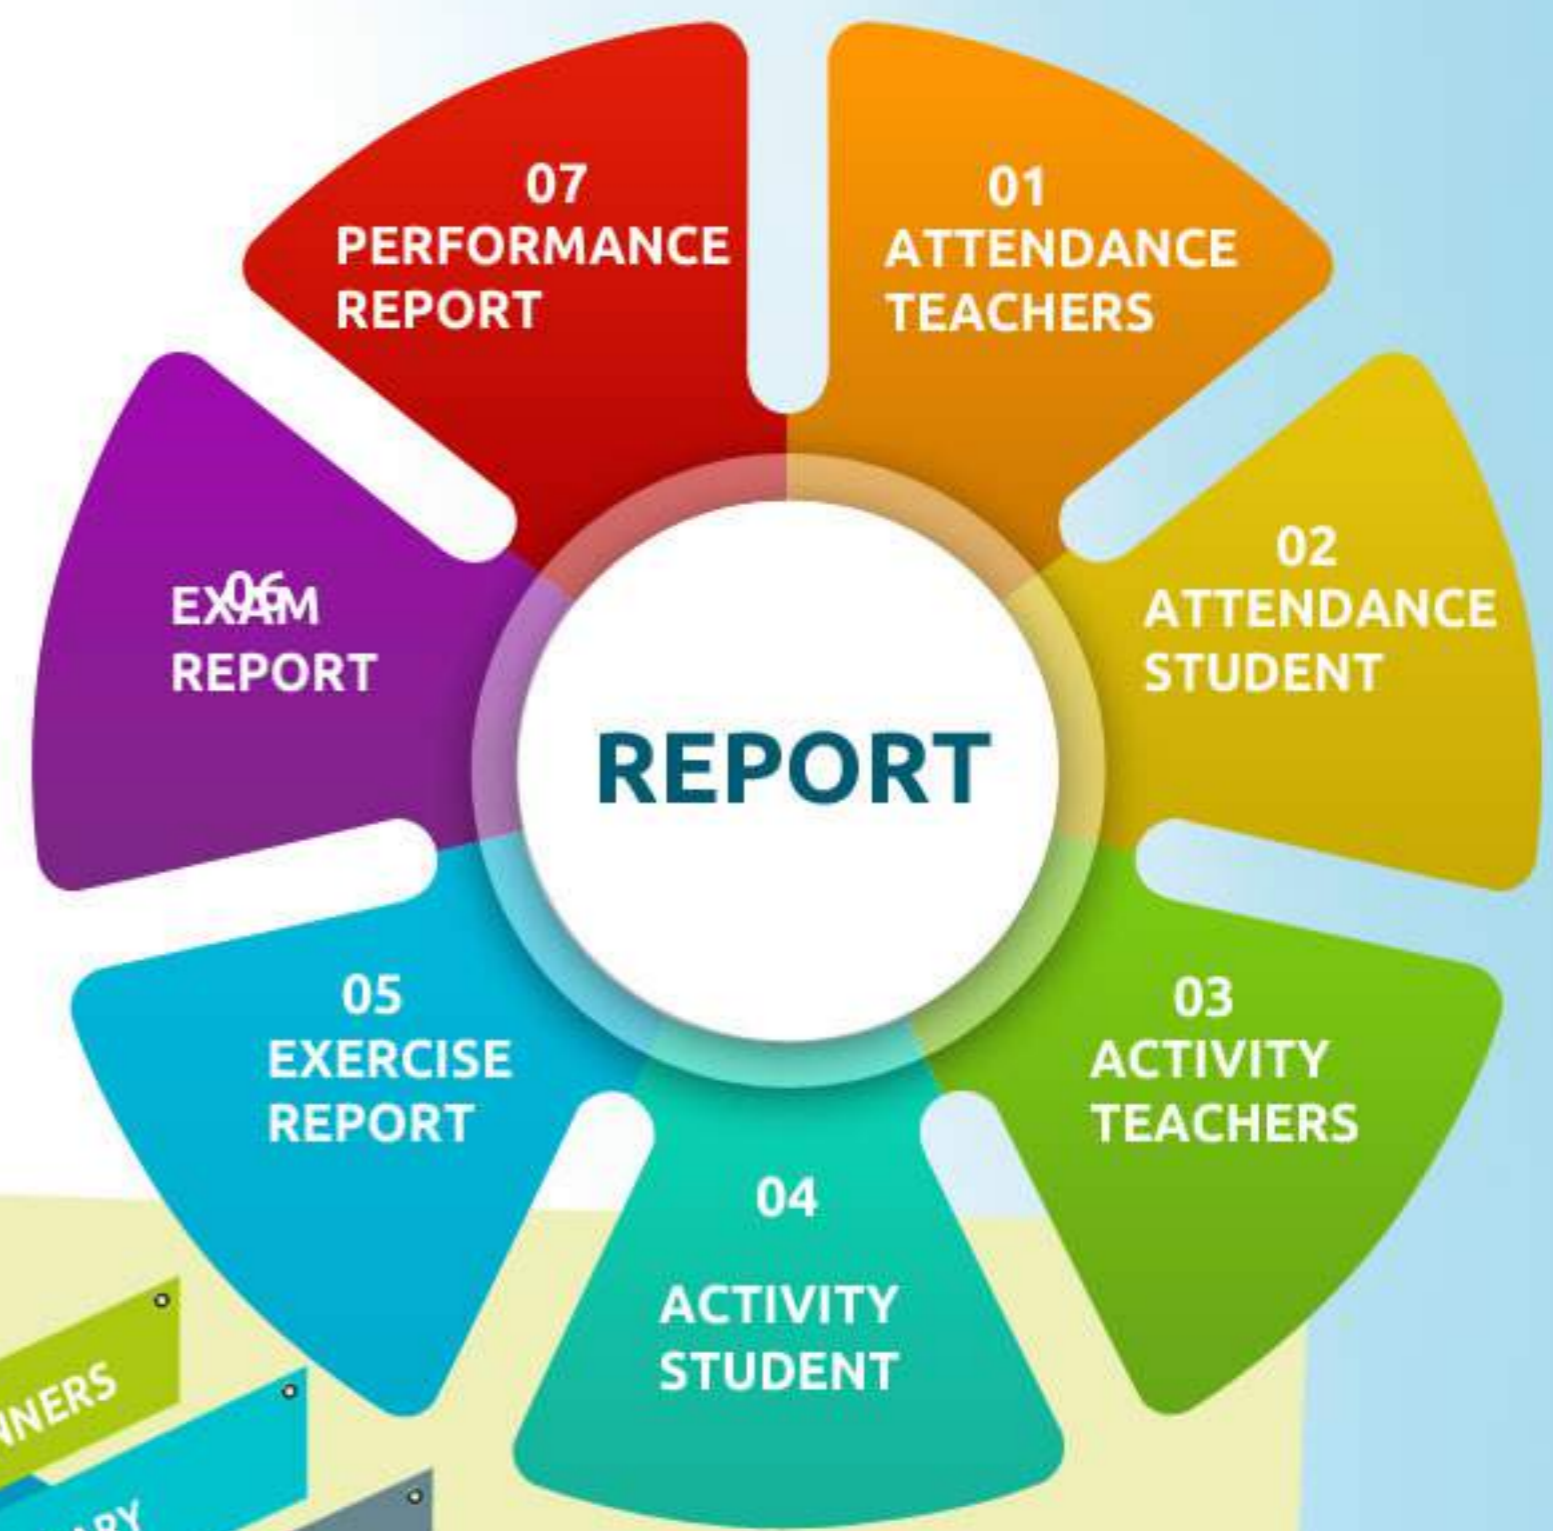 REPORT
01
ATTENDANCE
TEACHERS
02
ATTENDANCE
STUDENT
03
ACTIVITY
TEACHERS
04
ACTIVITY
STUDENT
05
EXERCISE
REPORT
06
EXAM
REPORT
07
PERFORMANCE
REPORT